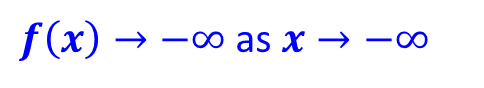 f(x) → −∞ as x → −∞